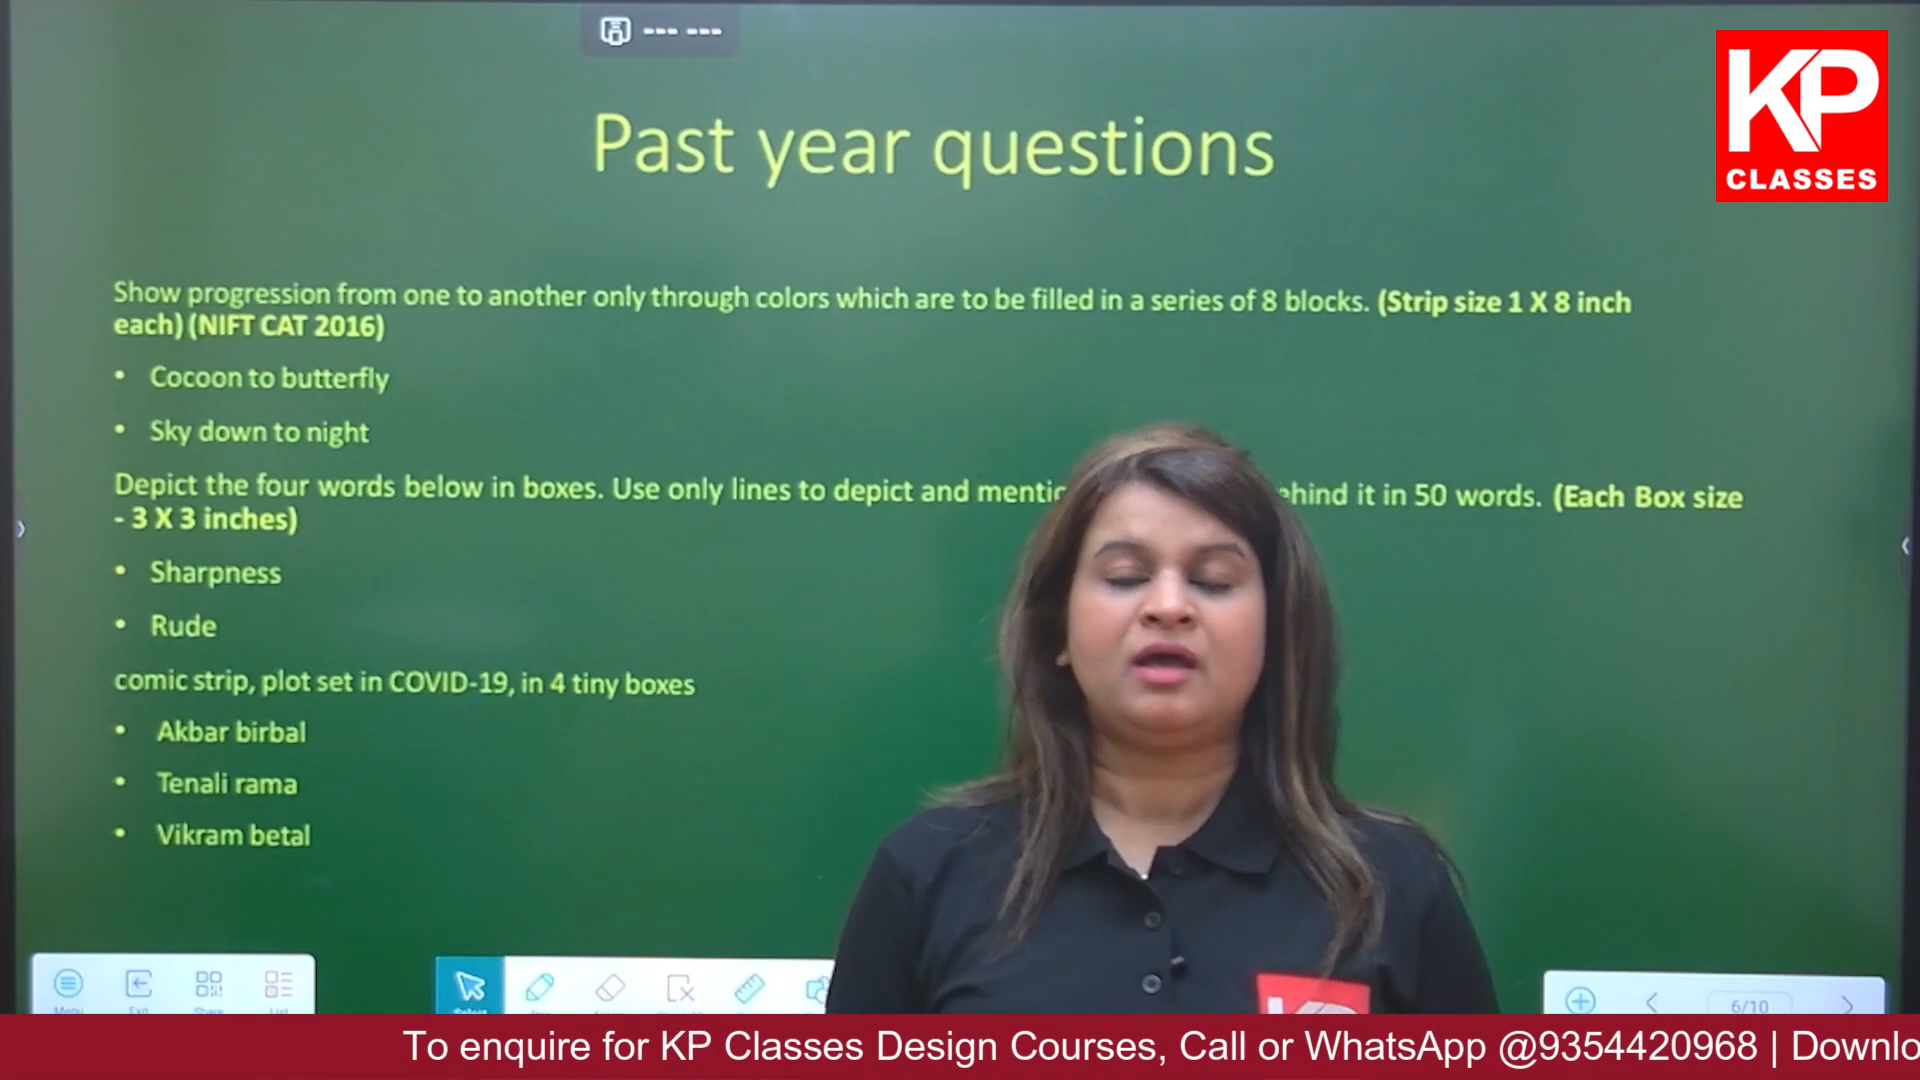 KP
CLASSES
Past year questions
Show progression from one to another only through colors which are to be filled in a series of 8 blocks. (Strip size 1 X 8 inch
each) (NIFT CAT 2016)
• Cocoon to butterfly
• Sky down to night
Depict the four words below in boxes. Use only lines to depict and it in 50 words. (Each Box size
- 3 X 3 inches)
• Sharpness
• Rude
comic strip, plot set in COVID-19, in 4 tiny boxes
• Akbar birbal
• Tenali rama
• Vikram betal
Menu Exit Share List
6/10
To enquire for KP Classes Design Courses, Call or WhatsApp @9354420968 | Downlo